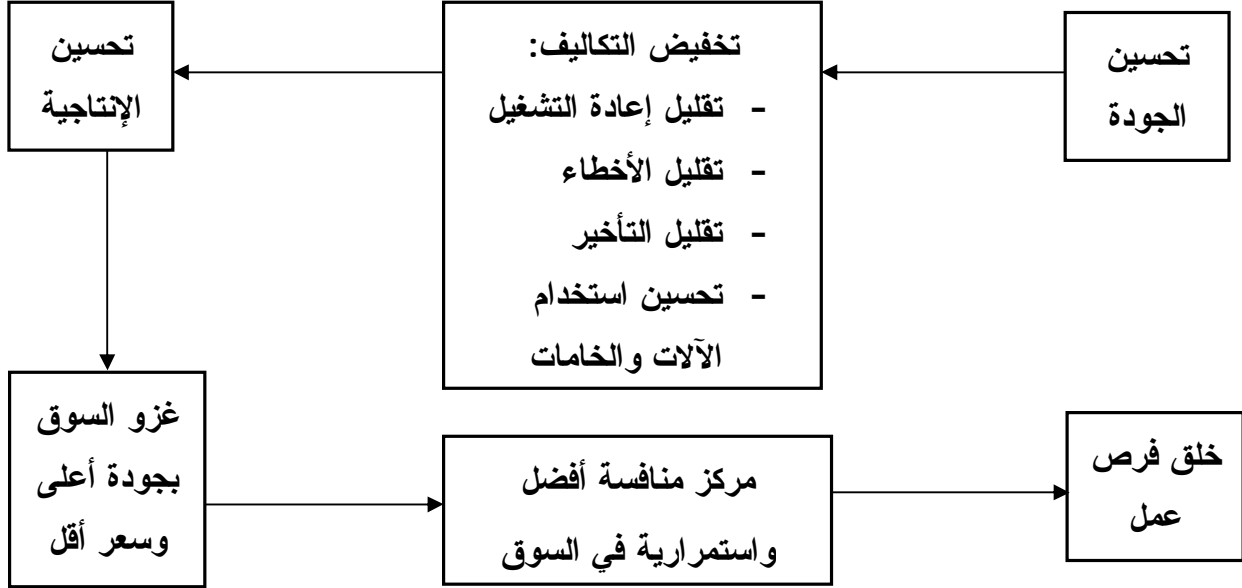 تحسين
الجودة
تخفيض التكاليف:
- تقليل إعادة التشغيل
- تقليل الأخطاء
- تقليل التأخير
- تحسين استخدام
الآلات والخامات
تحسين
الإنتاجية
غزو السوق
بجودة أعلى
وسعر أقل
مركز منافسة أفضل
واستمرارية في السوق
خلق فرص
عمل